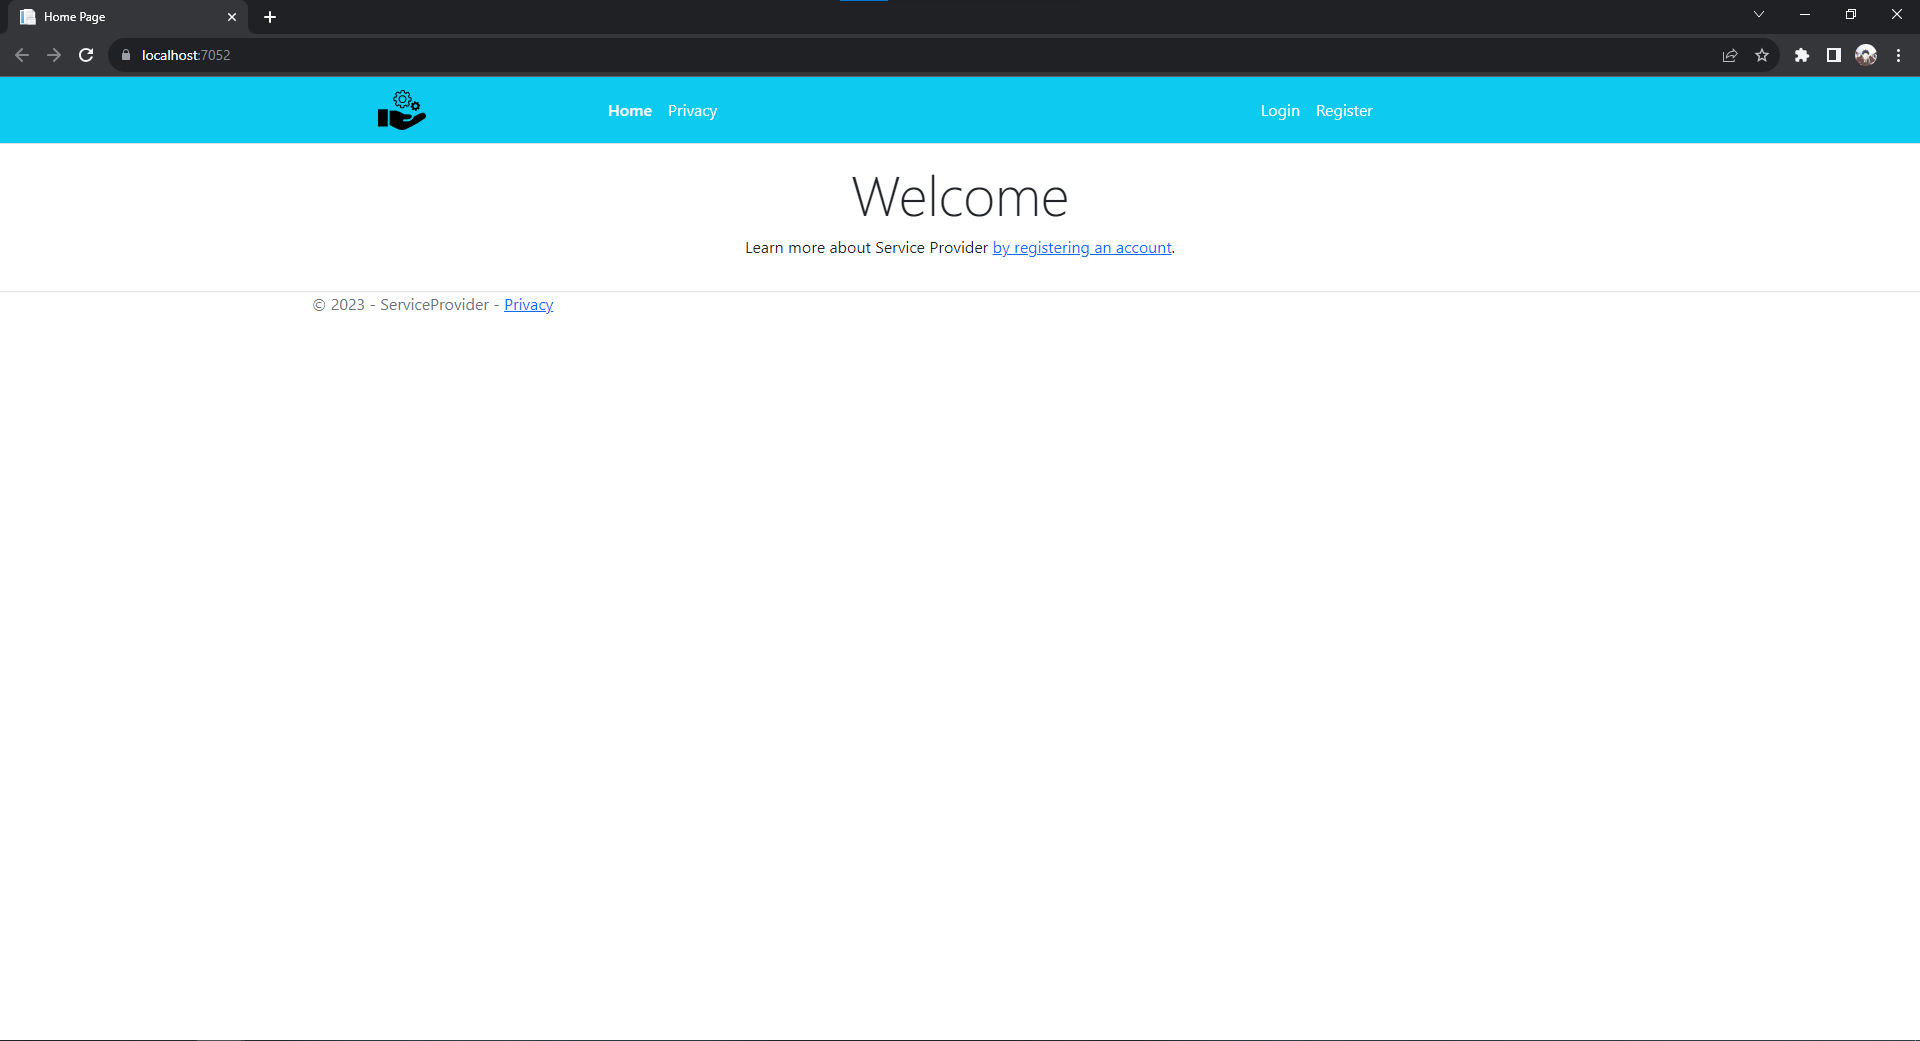 Home Page
localhost:7052
Home Privacy Login Register
Welcome
Learn more about Service Provider by registering an account.
© 2023 - ServiceProvider - Privacy